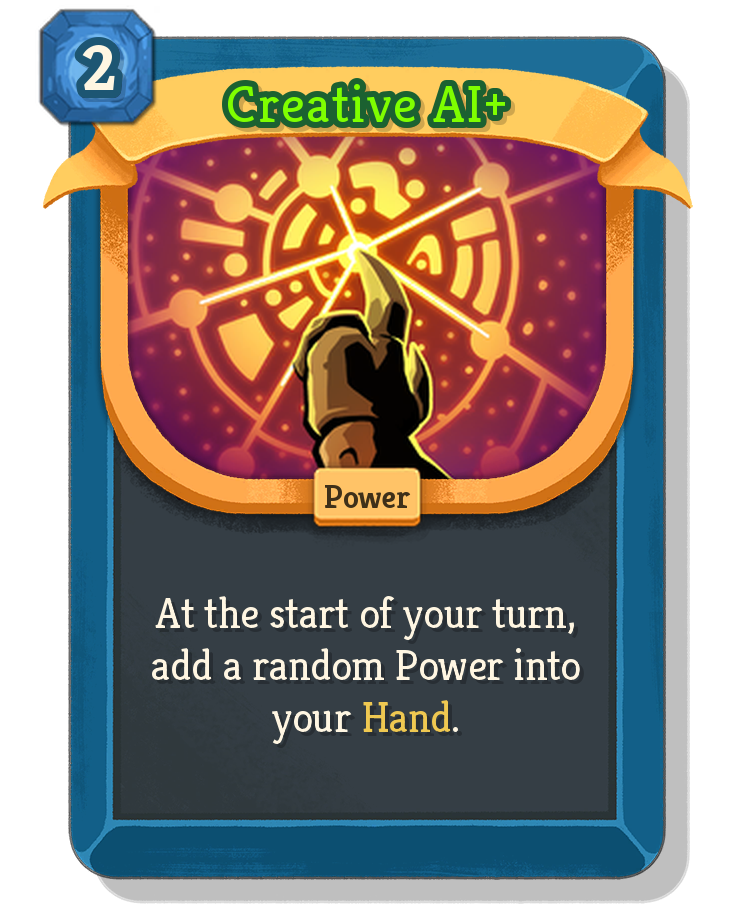 2
Creative AI+
Power
At the start of your turn,
add a random Power into
your Hand.